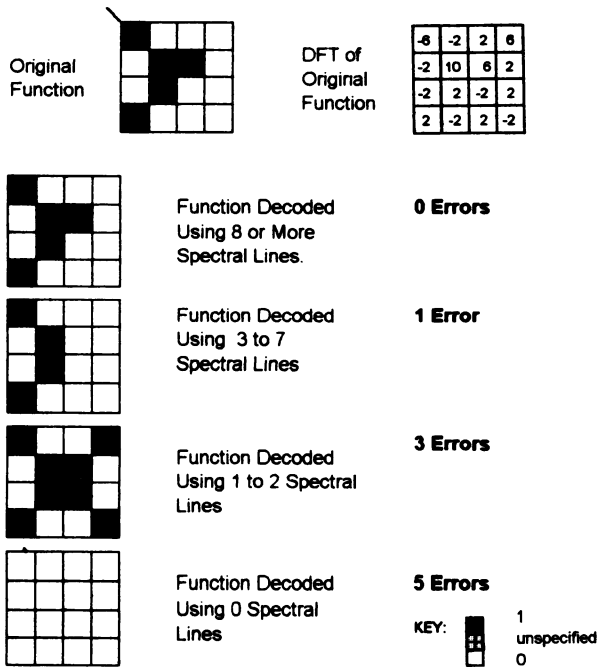 Original
Function
DFT of
Original
Function
-6 -2 2 6
-2 10 6 2
-2 2 -2 2
2 -2 2 -2
Function Decoded
Using 8 or More
Spectral Lines.
0 Errors
Function Decoded
Using 3 to 7
Spectral Lines
1 Error
Function Decoded
Using 1 to 2 Spectral
Lines
3 Errors
Function Decoded
Using 0 Spectral
Lines
5 Errors
KEY:
1
unspecified
0